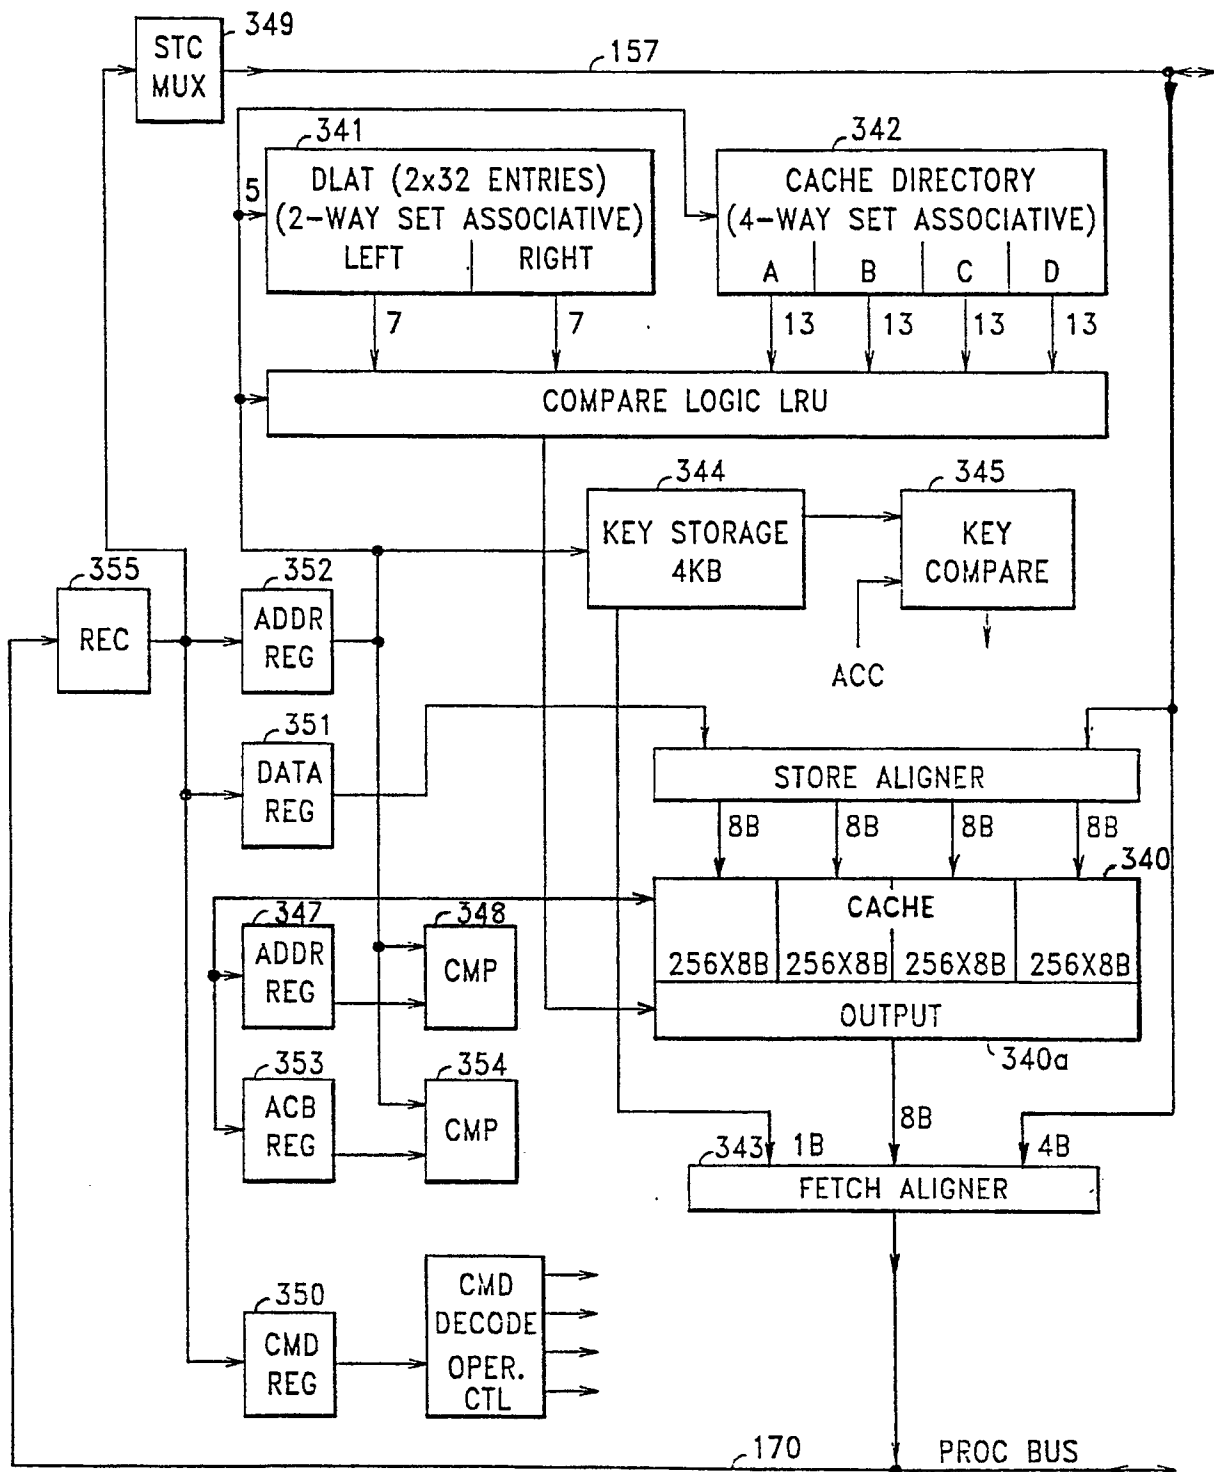 349
STC
MUX
157
341
342
5
DLAT (2x32 ENTRIES)
(2-WAY SET ASSOCIATIVE)
LEFT
RIGHT
CACHE DIRECTORY
(4-WAY SET ASSOCIATIVE)
A
B
C
D
7
7
13
13
13
13
COMPARE LOGIC LRU
344
345
KEY STORAGE
4KB
KEY
COMPARE
ACC
355
REC
352
ADDR
REG
351
DATA
REG
STORE ALIGNER
8B
8B
8B
8B
340
CACHE
256X8B
256X8B
256X8B
256X8B
OUTPUT
340a
347
ADDR
REG
348
CMP
353
ACB
REG
354
CMP
343
1B
8B
4B
FETCH ALIGNER
350
CMD
REG
CMD
DECODE
OPER.
CTL
170
PROC BUS